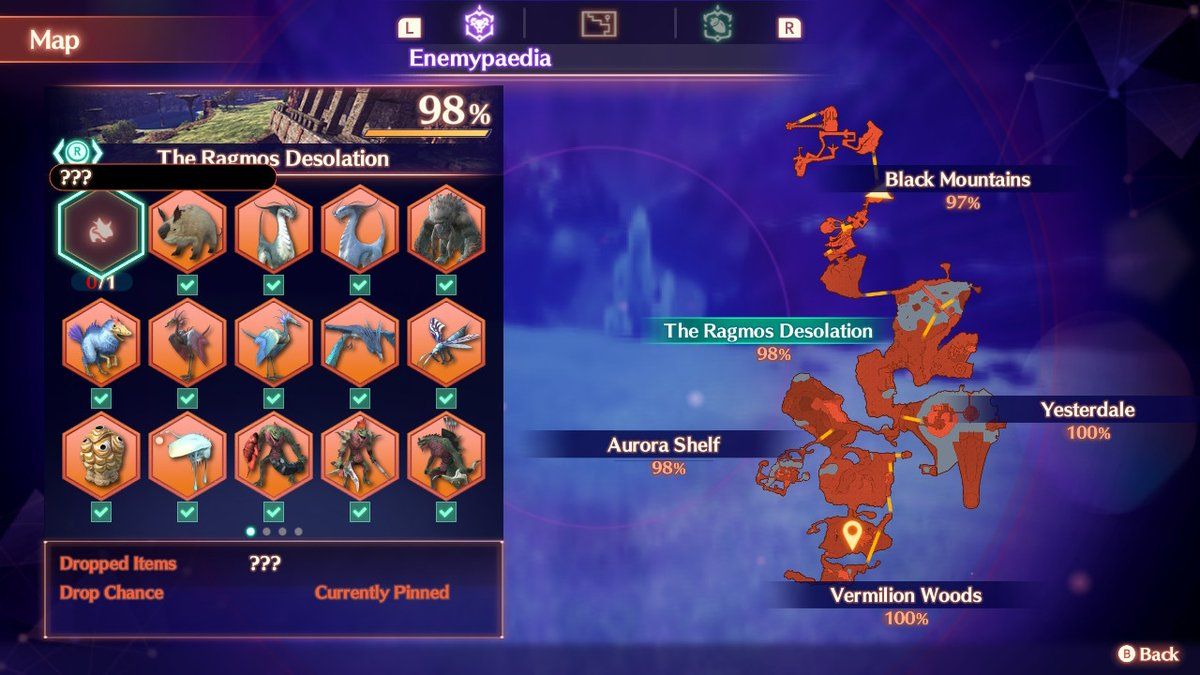 L
R
Map
Enemypaedia
98%
R
The Ragmos Desolation
???
0/1
Dropped Items ???
Drop Chance Currently Pinned
Black Mountains
97%
The Ragmos Desolation
98%
Yesterdale
100%
Aurora Shelf
98%
Vermilion Woods
100%
B Back